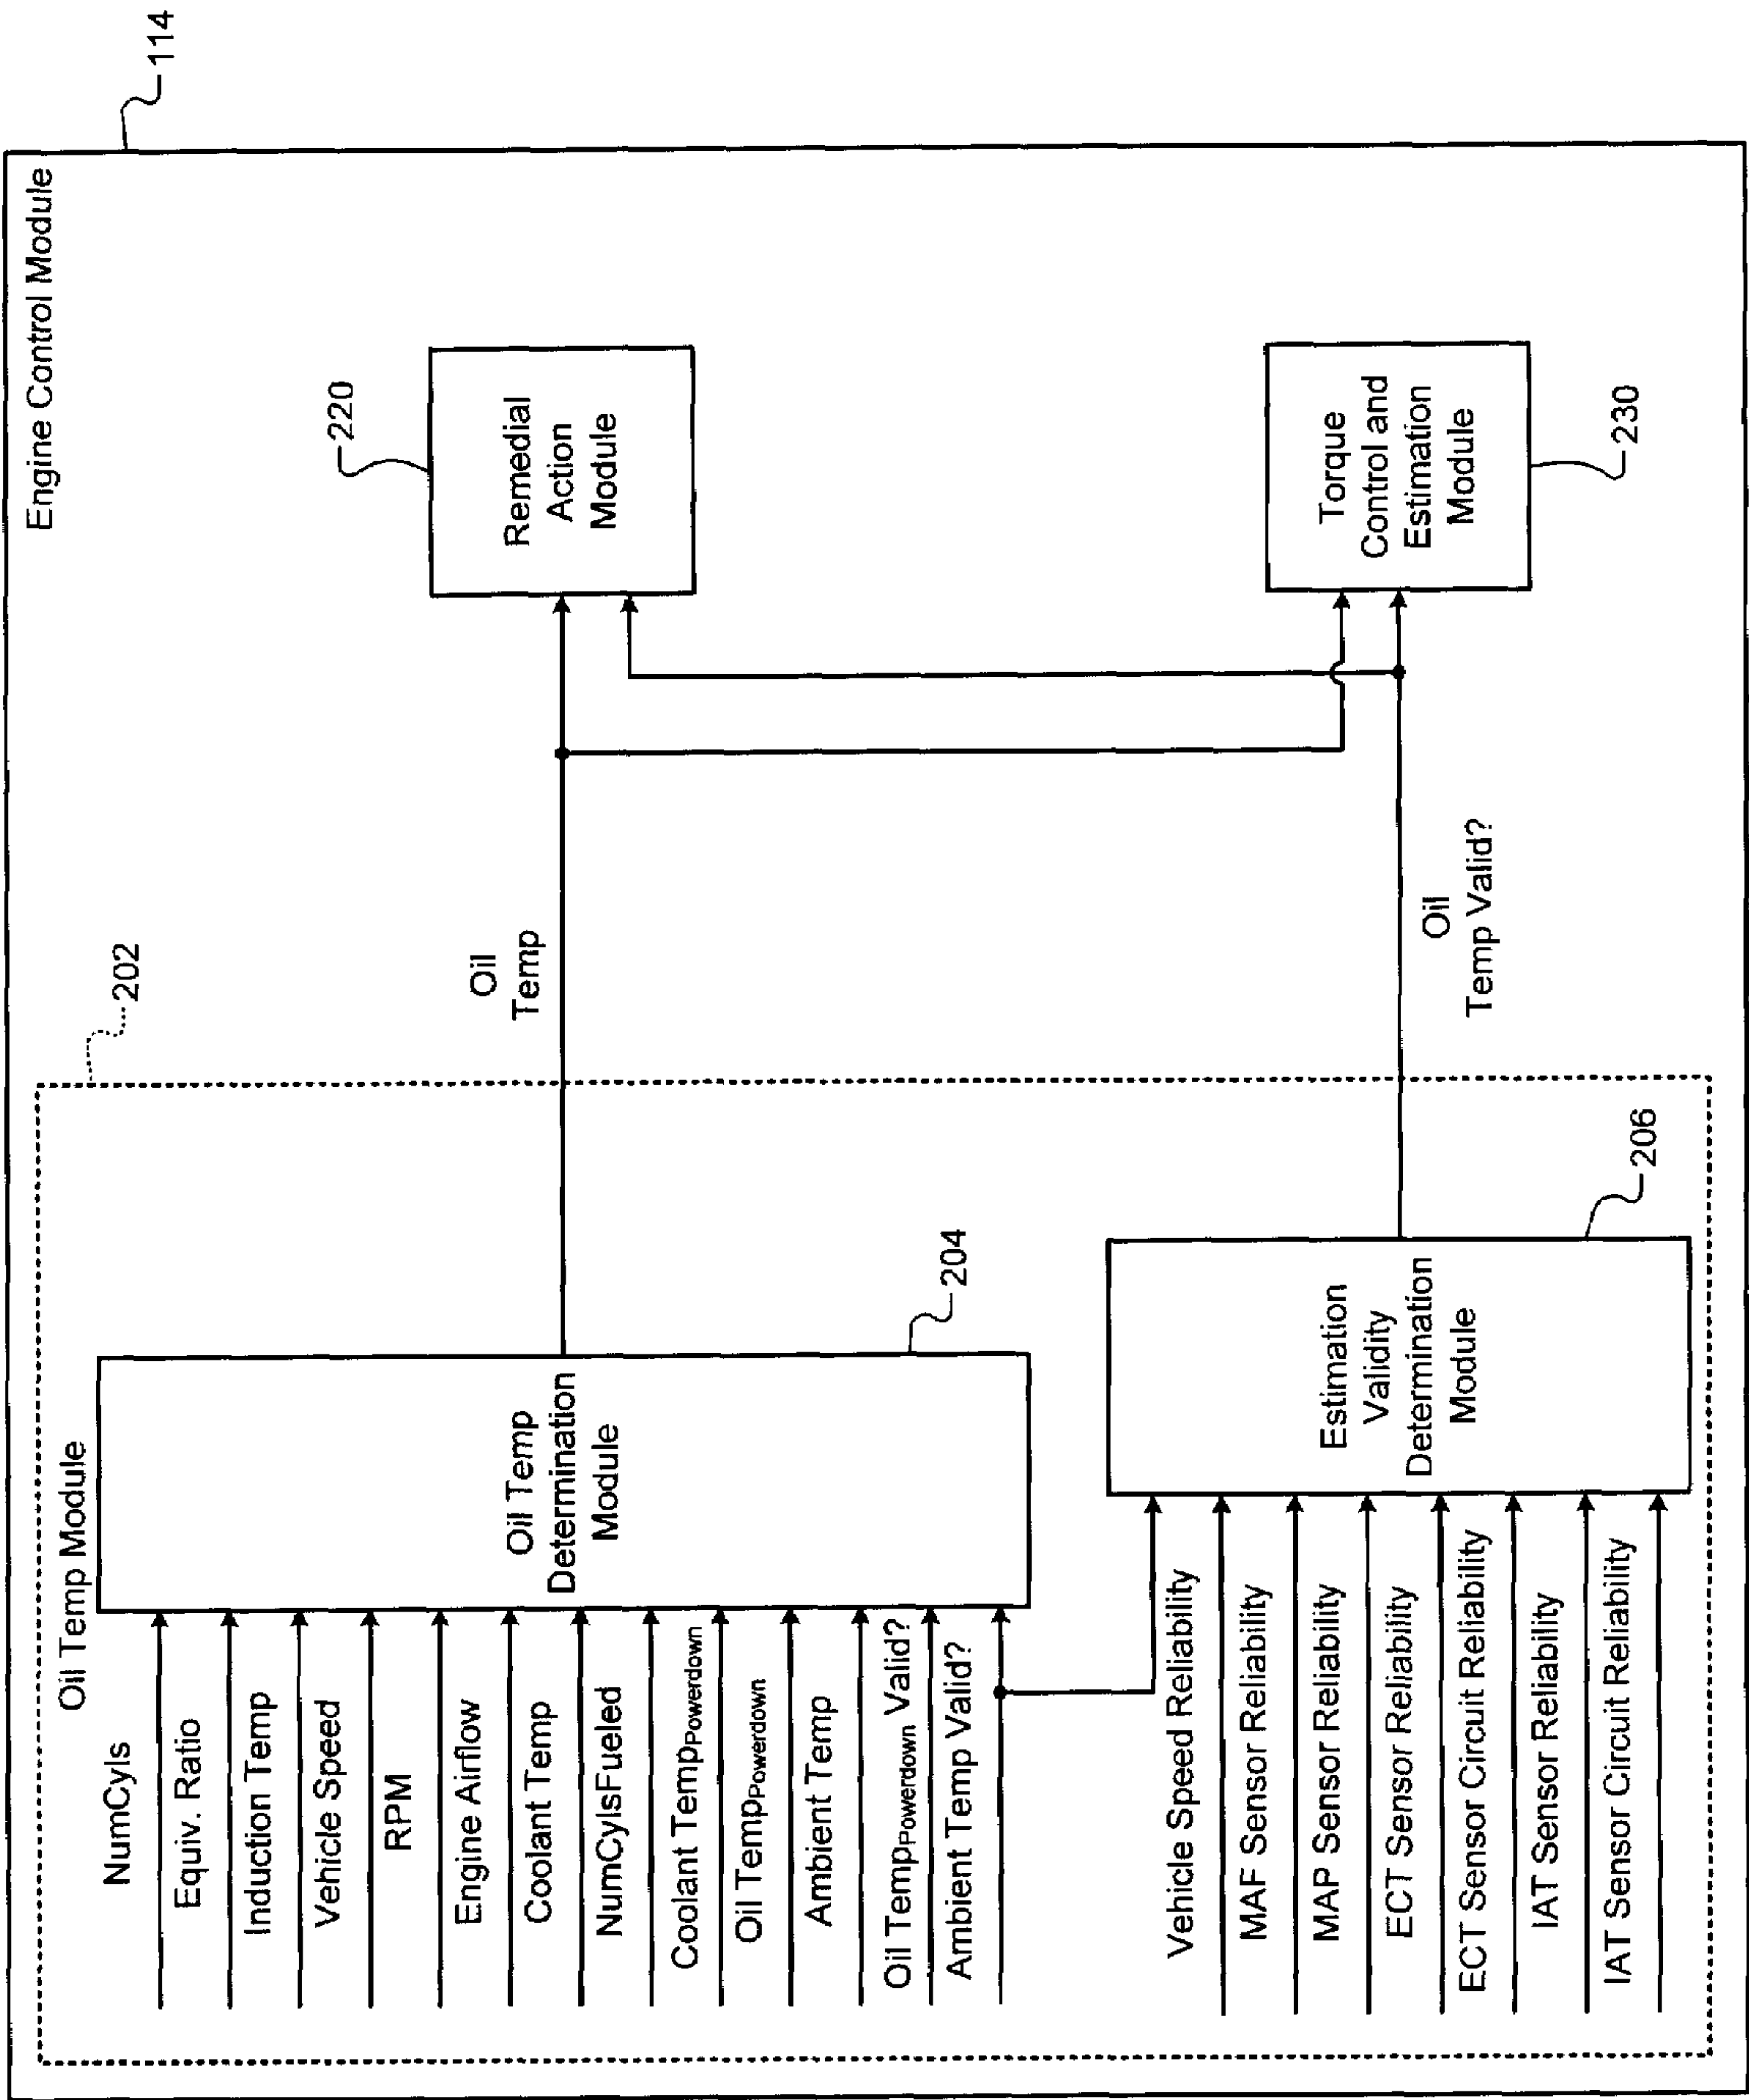 114
Engine Control Module
202
Oil Temp Module
NumCyls
Equiv. Ratio
Induction Temp
Vehicle Speed
RPM
Engine Airflow
Coolant Temp
NumCylsFueled
Coolant TempPowerdown
Oil TempPowerdown
Ambient Temp
Oil TempPowerdown Valid?
Ambient Temp Valid?
Oil Temp
Determination
Module
204
Vehicle Speed Reliability
MAF Sensor Reliability
MAP Sensor Reliability
ECT Sensor Reliability
ECT Sensor Circuit Reliability
IAT Sensor Reliability
IAT Sensor Circuit Reliability
Estimation
Validity
Determination
Module
206
Oil
Temp
Oil
Temp Valid?
220
Remedial
Action
Module
Torque
Control and
Estimation
Module
230